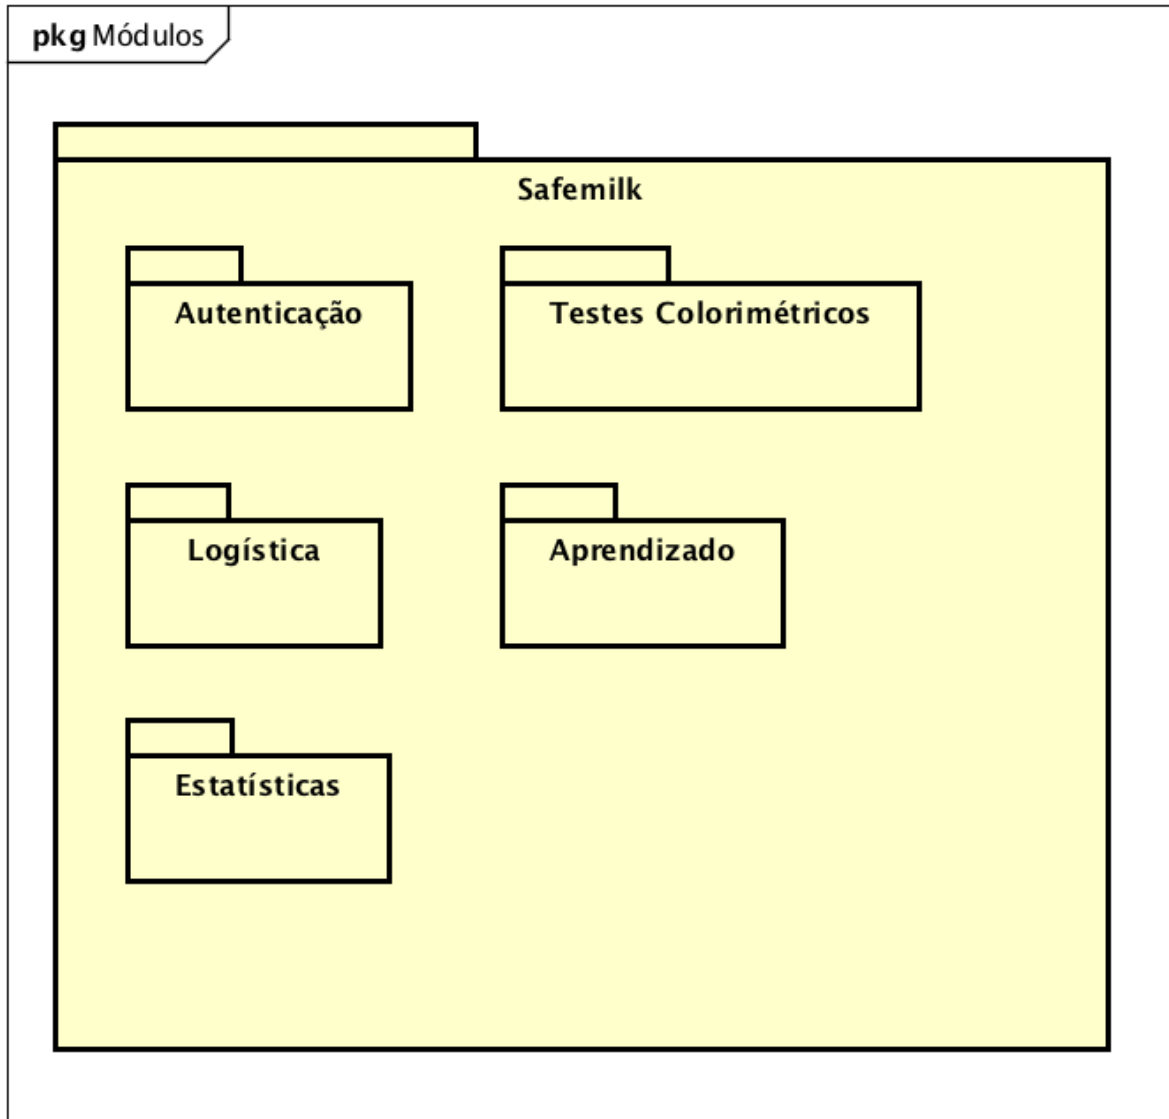 pkg Módulos
Safemilk
Autenticação
Testes Colorimétricos
Logística
Aprendizado
Estatísticas